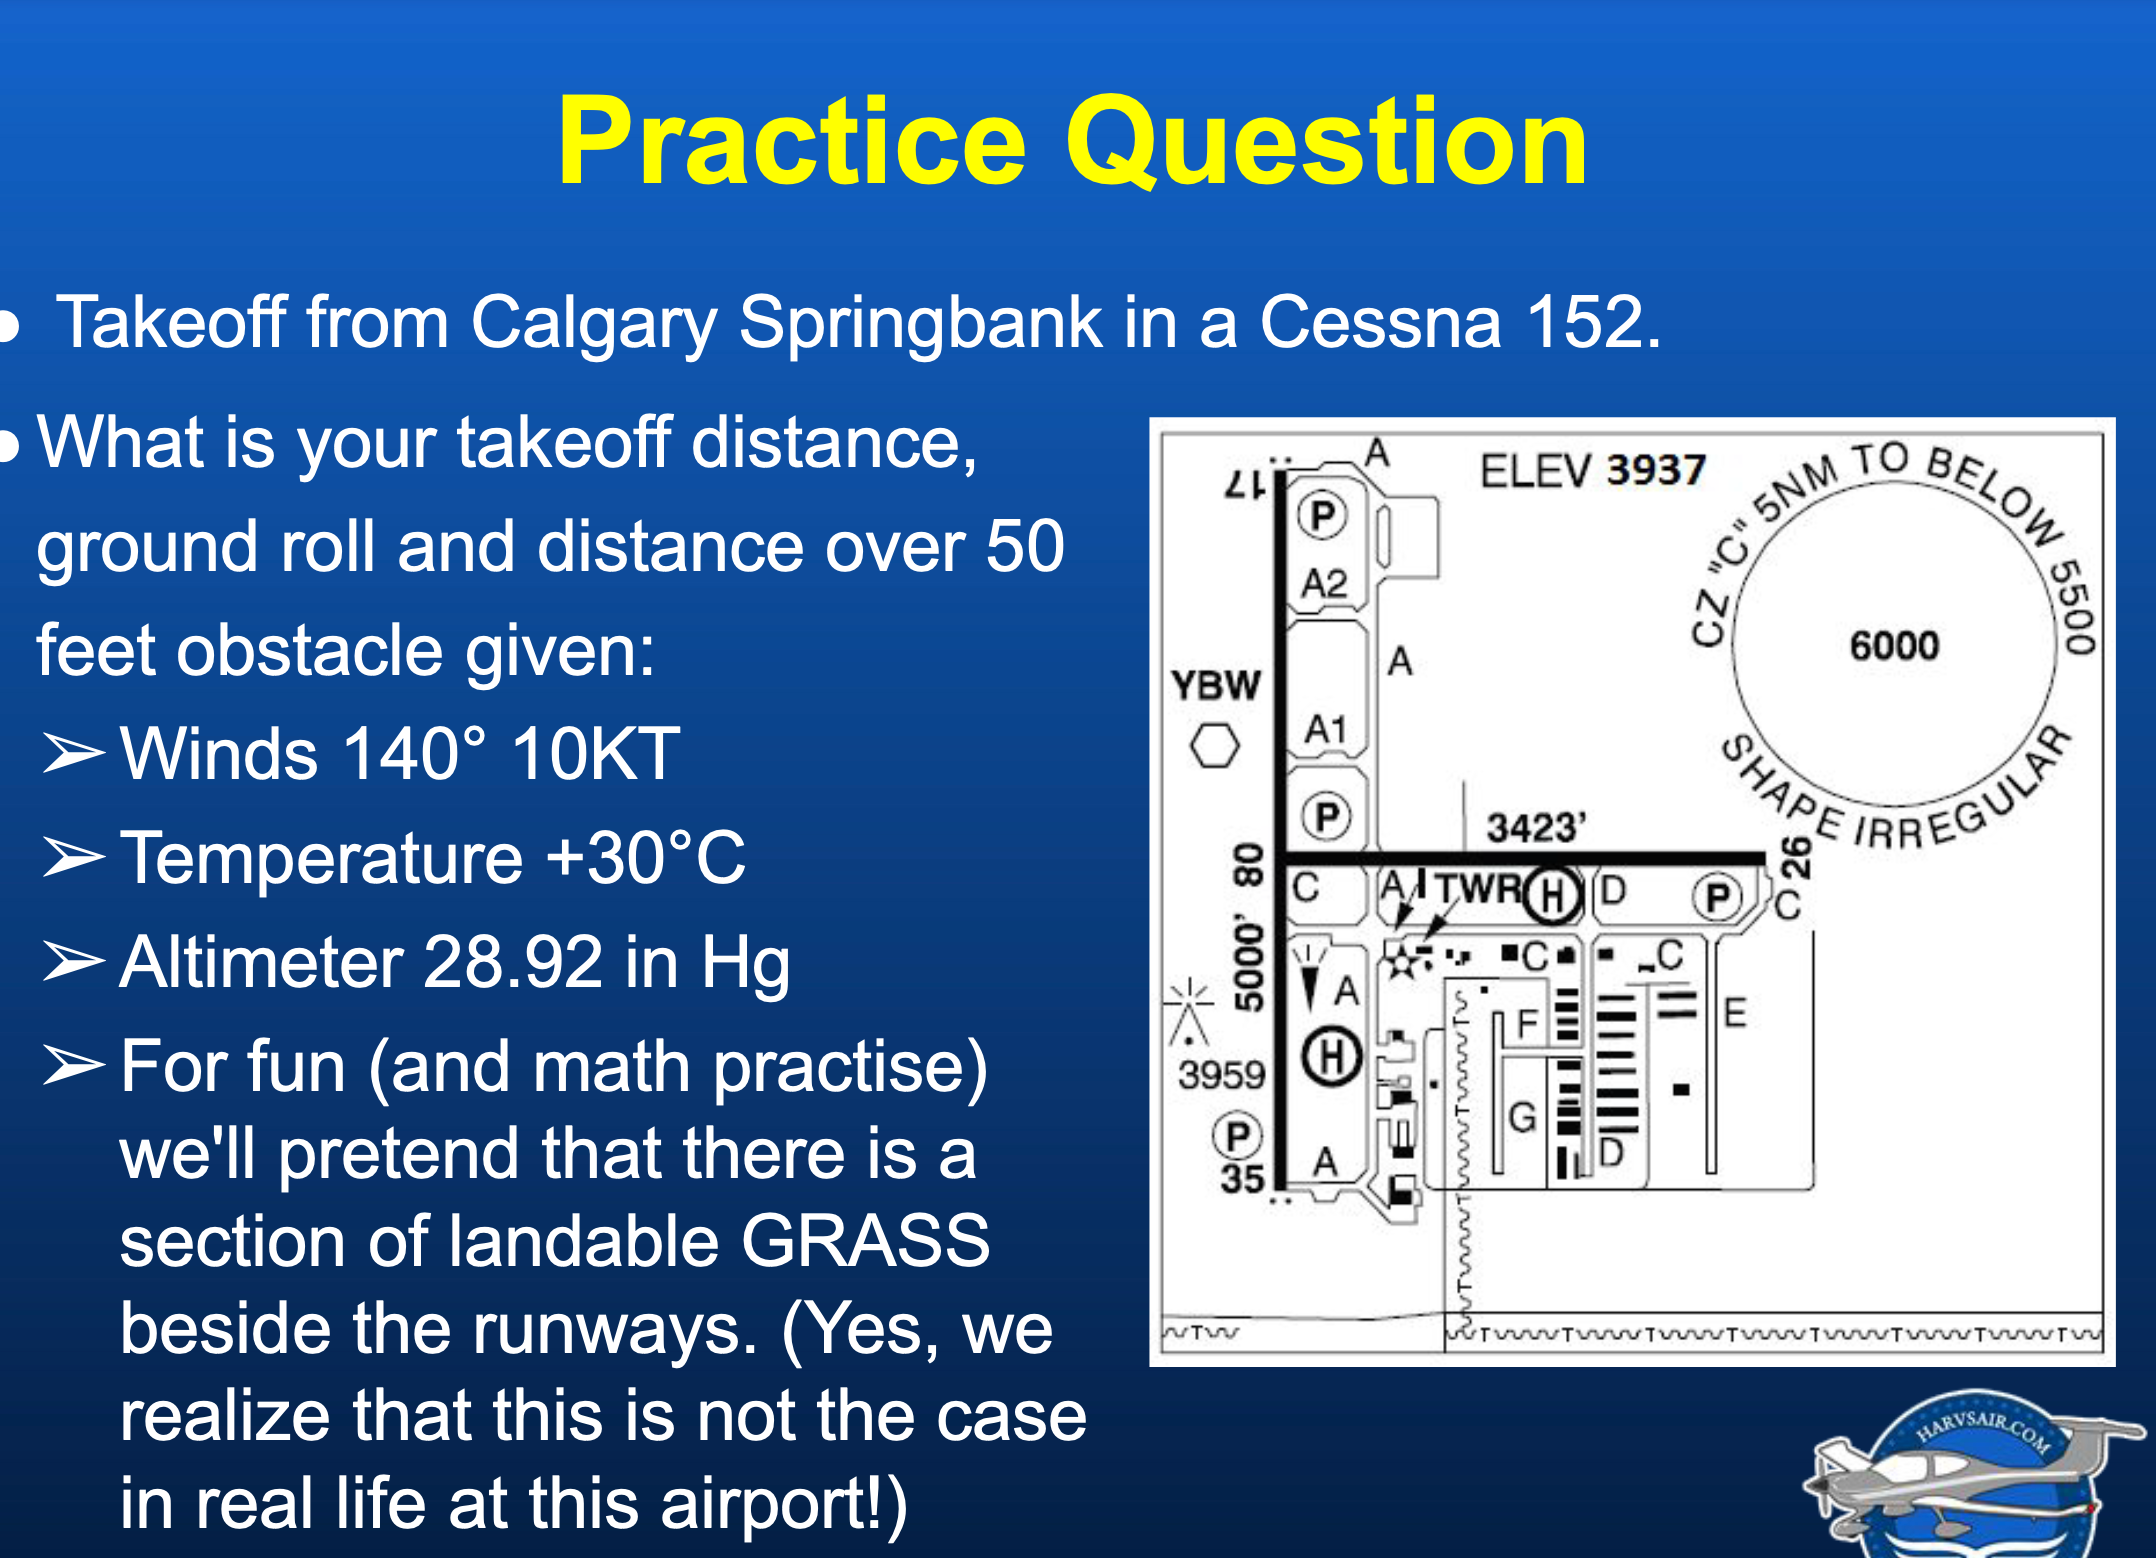 Practice Question
● Takeoff from Calgary Springbank in a Cessna 152.
● What is your takeoff distance,
ground roll and distance over 50
feet obstacle given:
➢ Winds 140° 10KT
➢ Temperature +30°C
➢ Altimeter 28.92 in Hg
➢ For fun (and math practise)
we'll pretend that there is a
section of landable GRASS
beside the runways. (Yes, we
realize that this is not the case
in real life at this airport!)
A
ELEV 3937
17
P
A2
CZ "C" 5NM TO BELOW 5500
6000
SHAPE IRREGULAR
A
YBW
A1
P
3423'
08
26
C
A
TWR
H
D
P
C
5000'
A
C
C
E
F
H
3959
G
P
D
35
A
T
T
T
T
T
T
T
T
T
T
T
T
T
HARVSAIR.COM